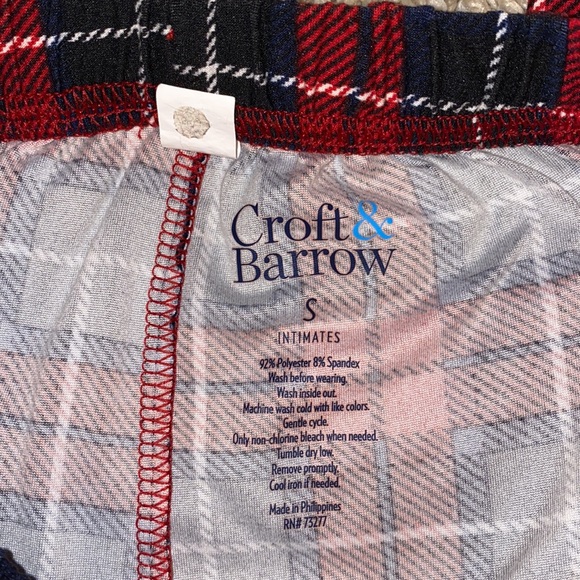 Croft&
Barrow
S
INTIMATES
92% Polyester 8% Spandex
Wash before wearing.
Wash inside out.
Machine wash cold with like colors.
Gentle cycle.
Only non-chlorine bleach when needed.
Tumble dry low.
Remove promptly.
Cool iron if needed.
Made in Philippines
RN# 73277